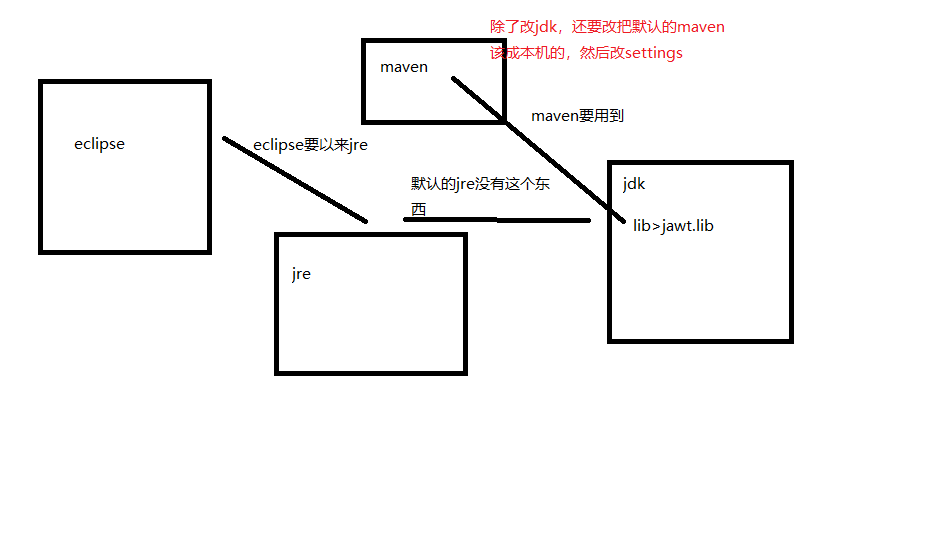 除了改jdk，还要改把默认的maven
该成本机的，然后改settings
maven
maven要用到
eclipse
eclipse要以来jre
默认的jre没有这个东
西
jdk
lib>jawt.lib
jre